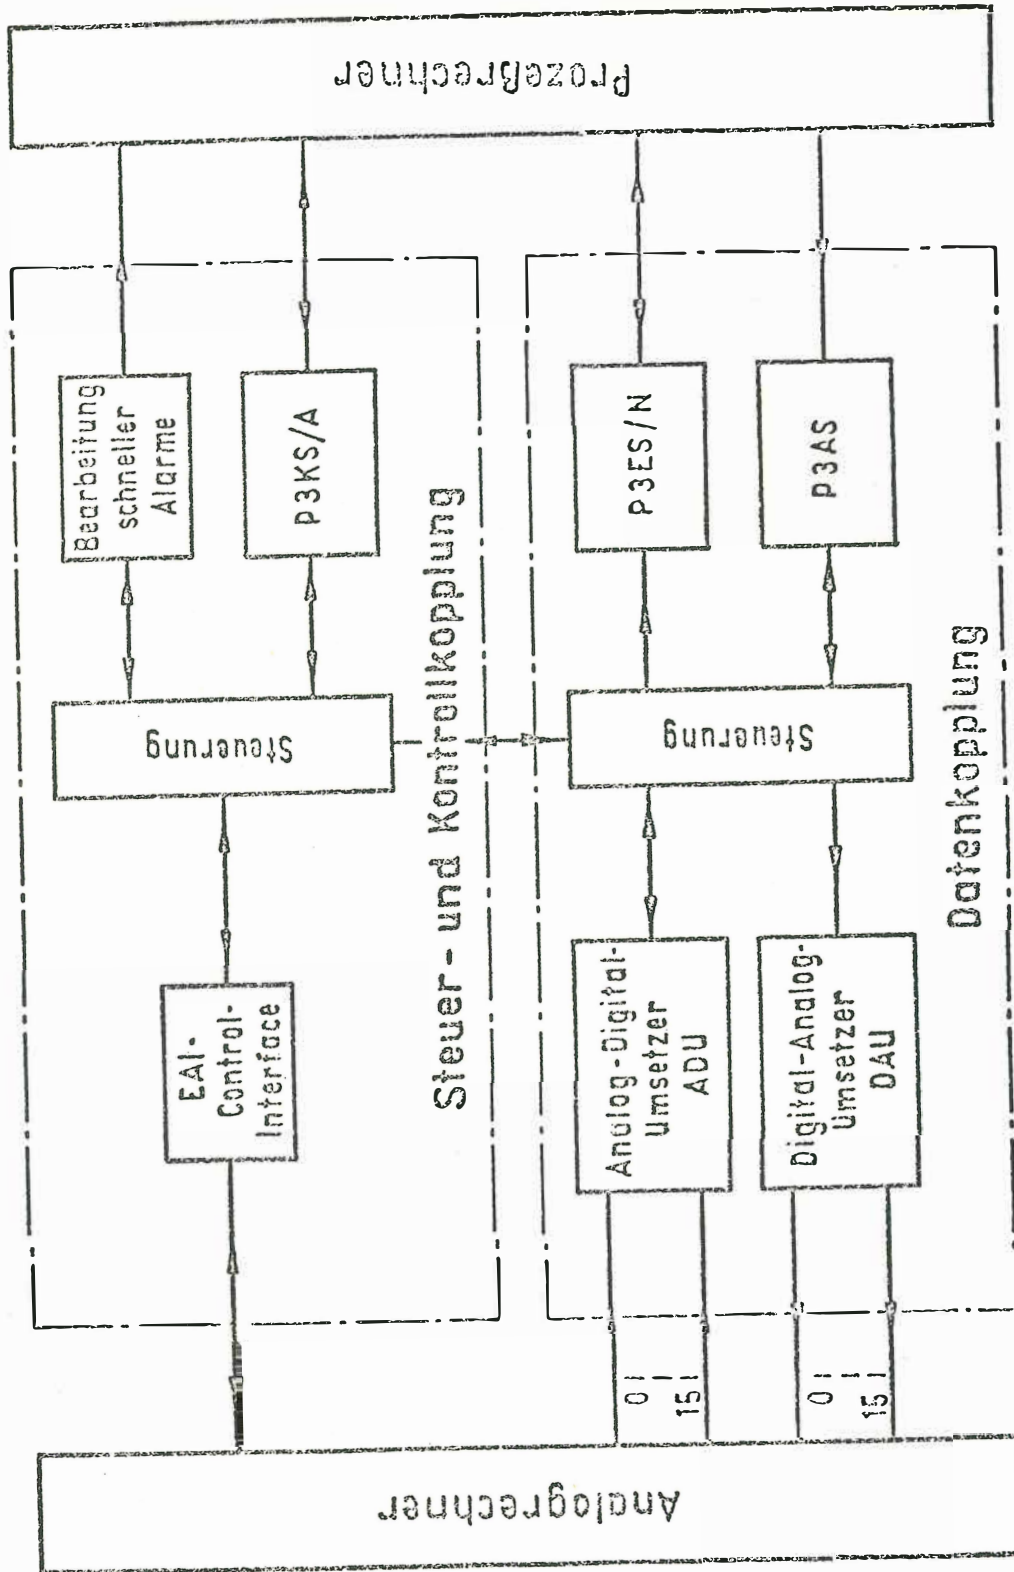 Prozeßrechner
Bearbeitung
schneller
Alarme
P3KS/A
P3ES/N
P3AS
Steuerung
Steuerung
Steuer- und Kontrollkopplung
Datenkopplung
EAI-
Control-
Interface
Analog-Digital-
Umsetzer
ADU
Digital-Analog-
Umsetzer
DAU
0
15
0
15
Analogrechner